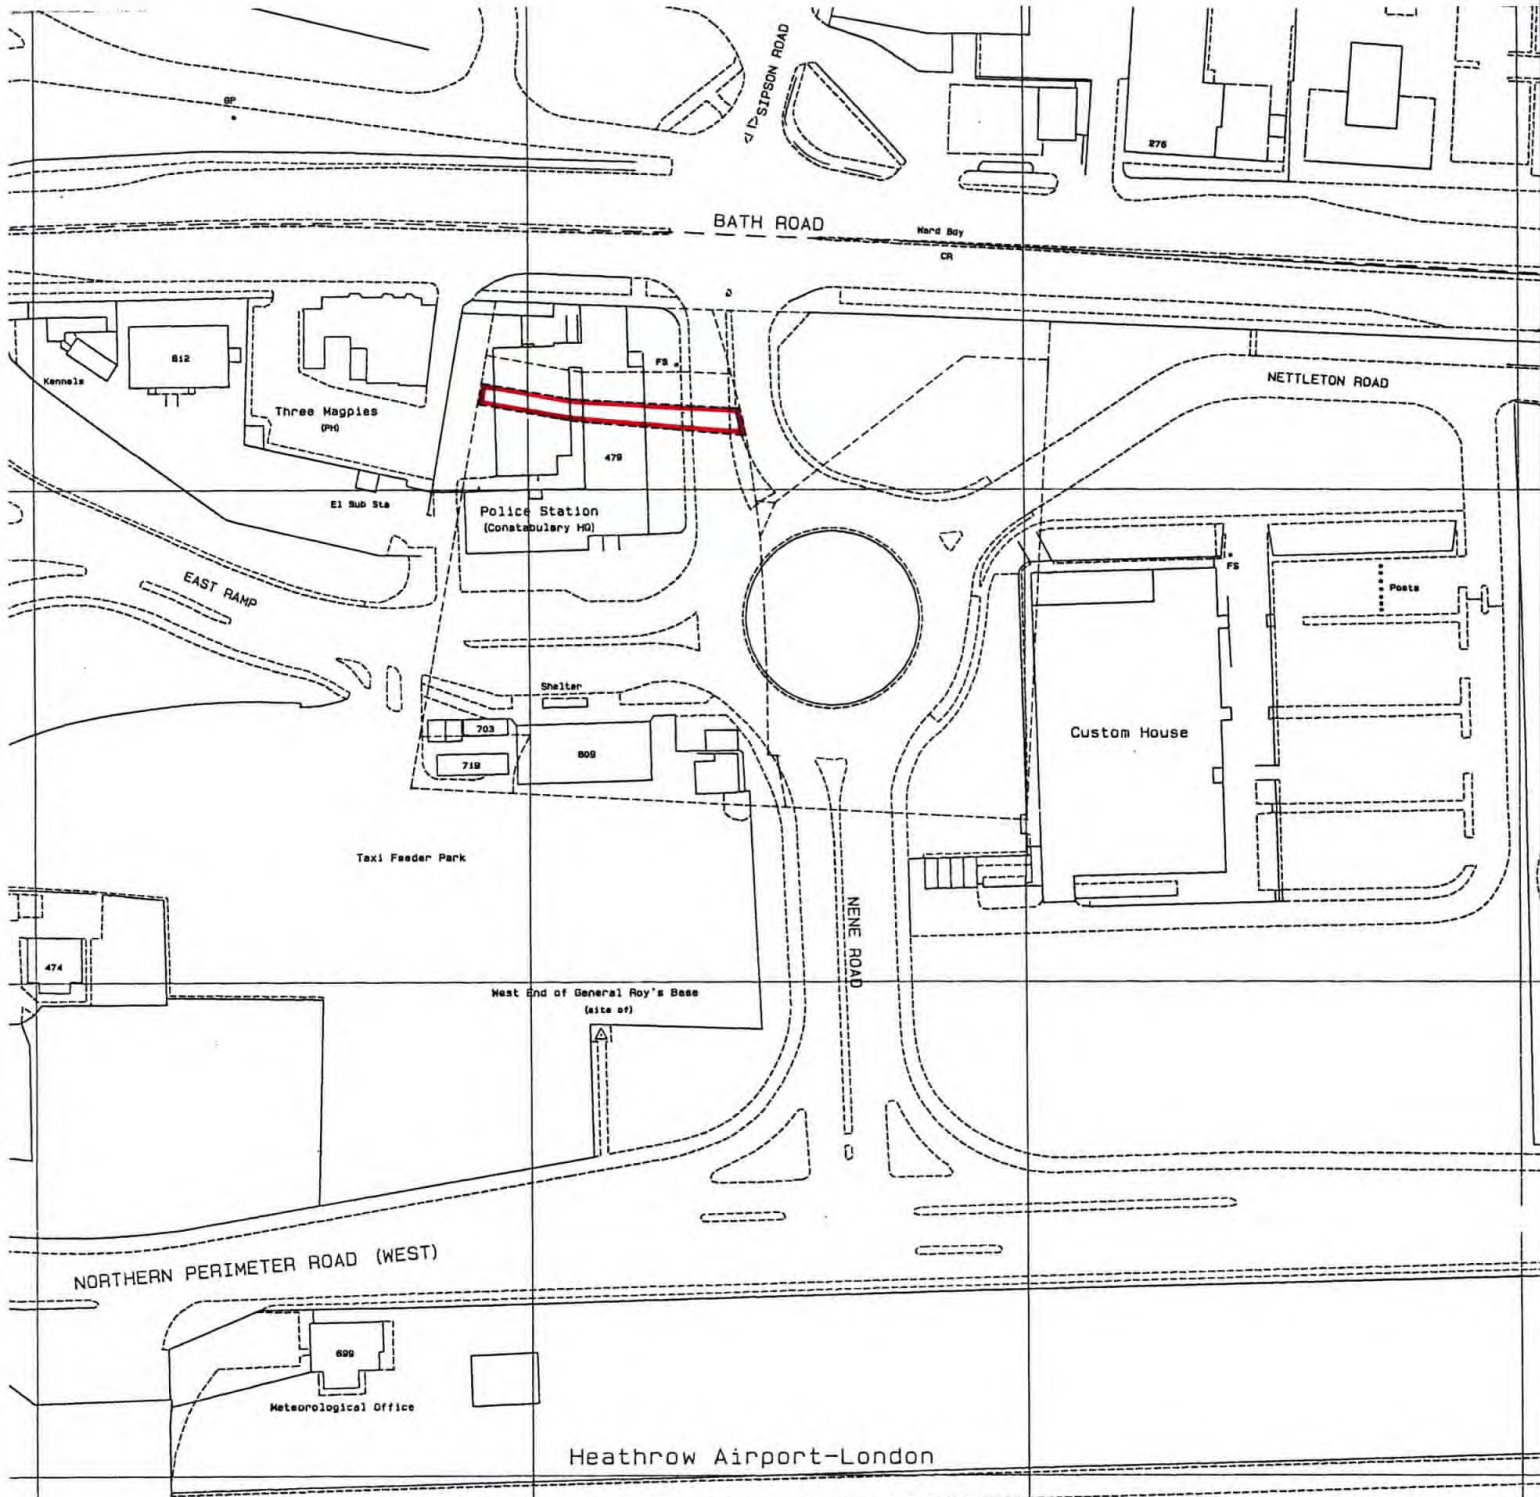 SIPSON ROAD
GP
276
BATH ROAD
Ward Bdy
CR
612
Kennels
FS
NETTLETON ROAD
Three Magpies
(PH)
479
El Sub Sta
Police Station
(Constabulary HQ)
EAST RAMP
FS
Posts
Shelter
703
719
609
Custom House
Taxi Feeder Park
NENE ROAD
474
West End of General Roy's Base
(site of)
NORTHERN PERIMETER ROAD (WEST)
699
Meteorological Office
Heathrow Airport-London